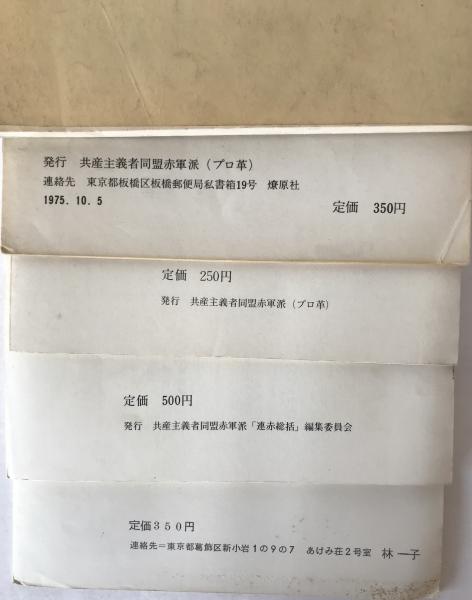 発行　共産主義者同盟赤軍派（プロ革）
連絡先　東京都板橋区板橋郵便局私書箱19号　燎原社
1975. 10. 5
定価　350円
定価　250円
発行　共産主義者同盟赤軍派（プロ革）
定価　500円
発行　共産主義者同盟赤軍派「連赤総括」編集委員会
定価３５０円
連絡先＝東京都葛飾区新小岩１の９の７　あけみ荘２号室　林 一子